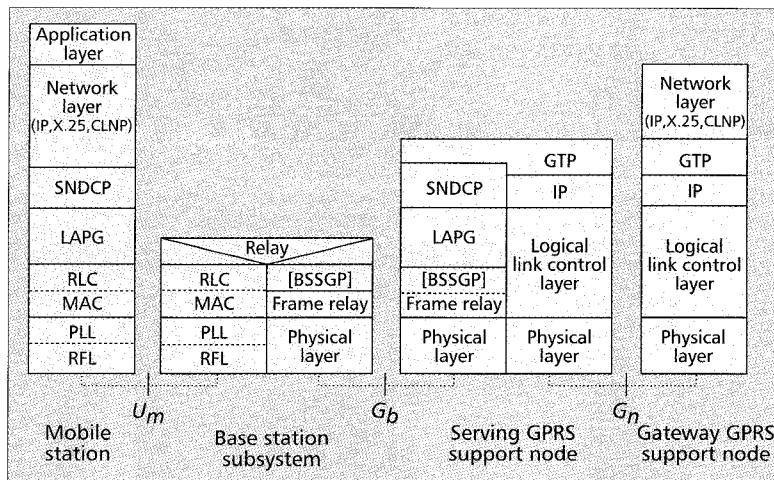 Application
layer
Network
layer
(IP,X.25,CLNP)
SNDCP
LAPG
RLC
MAC
PLL
RFL
Relay
RLC
MAC
PLL
RFL
[BSSGP]
Frame relay
Physical
layer
SNDCP
LAPG
[BSSGP]
Frame relay
Physical
layer
GTP
IP
Logical
link control
layer
Physical
layer
Network
layer
(IP,X.25,CLNP)
GTP
IP
Logical
link control
layer
Physical
layer
Um
Gb
Gn
Mobile
station
Base station
subsystem
Serving GPRS
support node
Gateway GPRS
support node